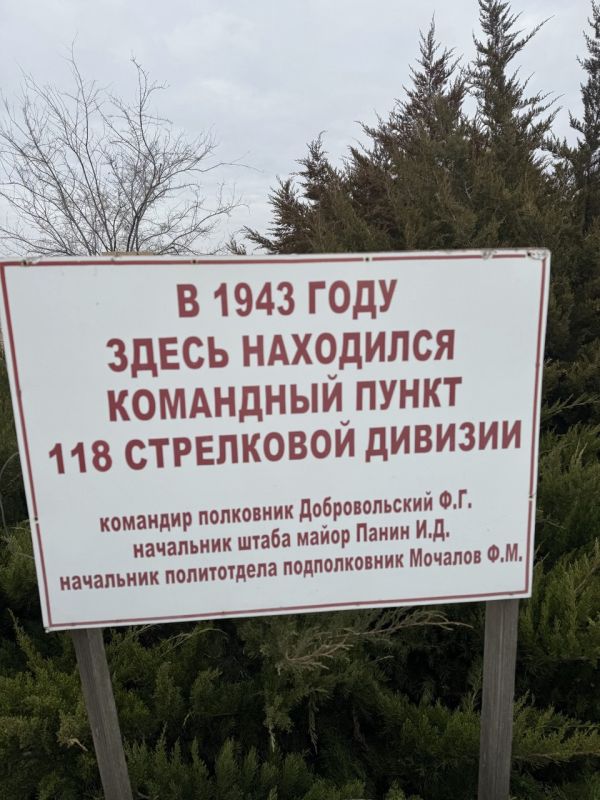 В 1943 ГОДУ
ЗДЕСЬ НАХОДИЛСЯ
КОМАНДНЫЙ ПУНКТ
118 СТРЕЛКОВОЙ ДИВИЗИИ
командир полковник Добровольский Ф.Г.
начальник штаба майор Панин И.Д.
начальник политотдела подполковник Мочалов Ф.М.